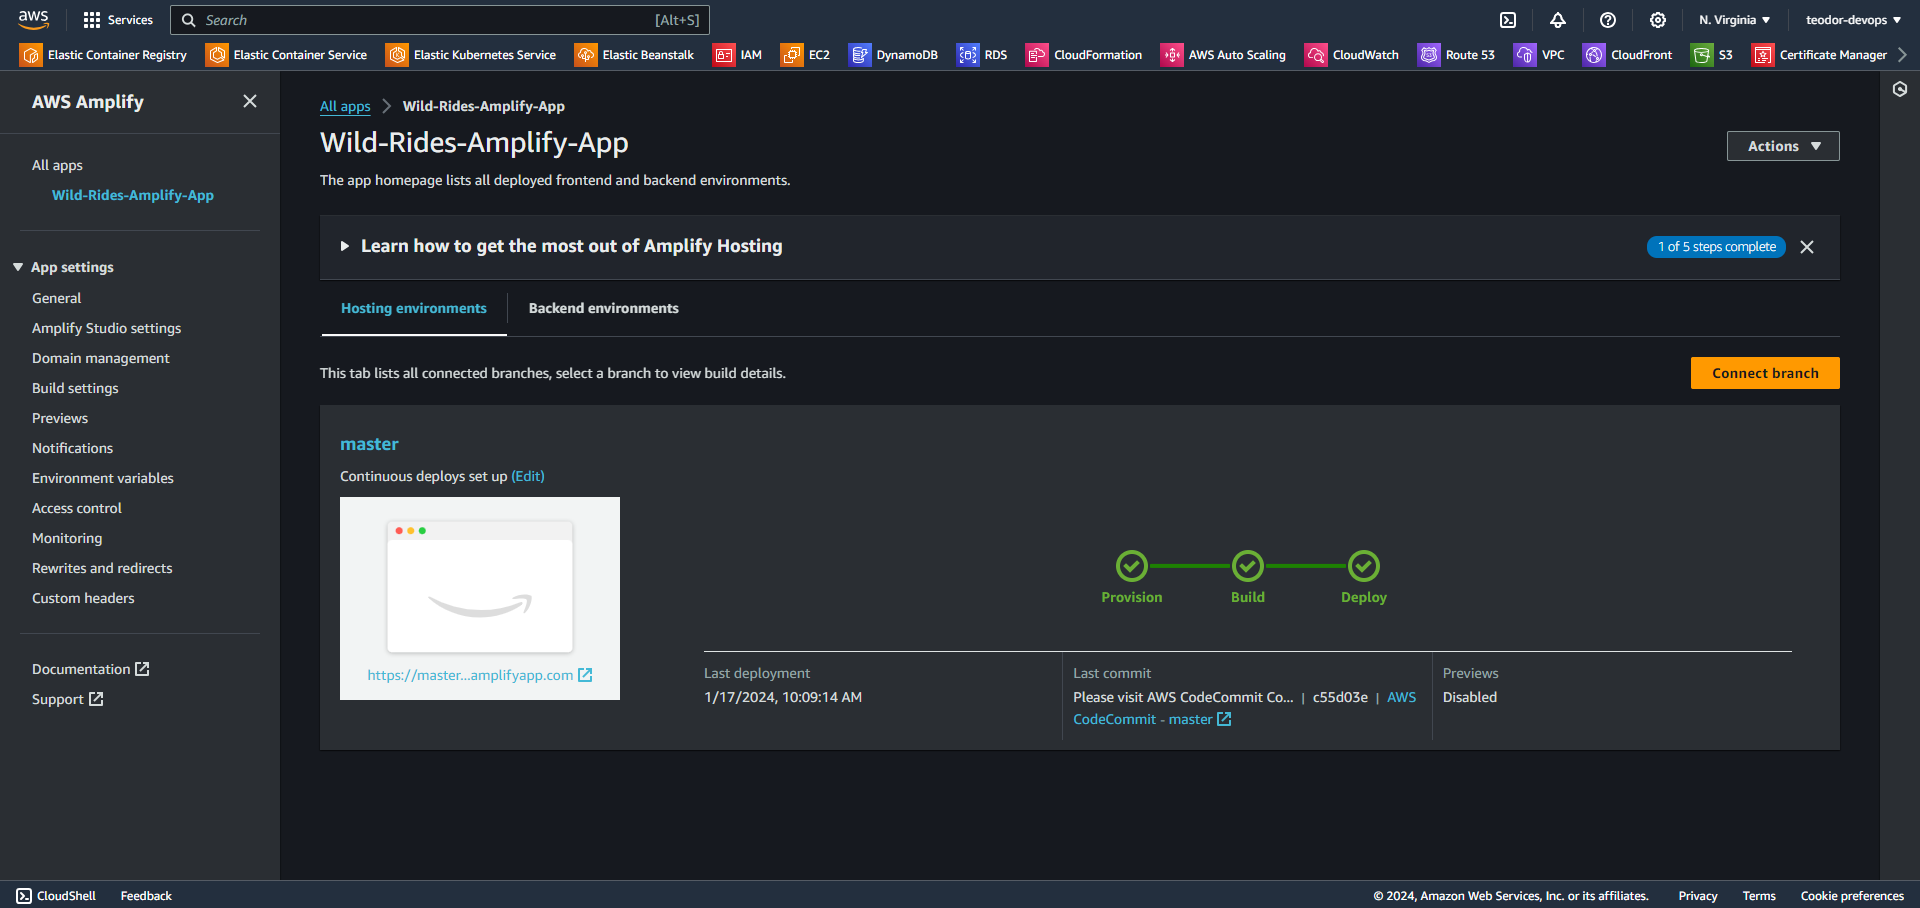 aws
Services
Search
[Alt+S]
N. Virginia
teodor-devops
Elastic Container Registry
Elastic Container Service
Elastic Kubernetes Service
Elastic Beanstalk
IAM
EC2
DynamoDB
RDS
CloudFormation
AWS Auto Scaling
CloudWatch
Route 53
VPC
CloudFront
S3
Certificate Manager
AWS Amplify
All apps
Wild-Rides-Amplify-App
App settings
General
Amplify Studio settings
Domain management
Build settings
Previews
Notifications
Environment variables
Access control
Monitoring
Rewrites and redirects
Custom headers
Documentation
Support
All apps
Wild-Rides-Amplify-App
Wild-Rides-Amplify-App
Actions
The app homepage lists all deployed frontend and backend environments.
Learn how to get the most out of Amplify Hosting
1 of 5 steps complete
Hosting environments
Backend environments
This tab lists all connected branches, select a branch to view build details.
Connect branch
master
Continuous deploys set up (Edit)
https://master...amplifyapp.com
Provision
Build
Deploy
Last deployment
1/17/2024, 10:09:14 AM
Last commit
Please visit AWS CodeCommit Co... | c55d03e | AWS
CodeCommit - master
Previews
Disabled
CloudShell
Feedback
© 2024, Amazon Web Services, Inc. or its affiliates.
Privacy
Terms
Cookie preferences